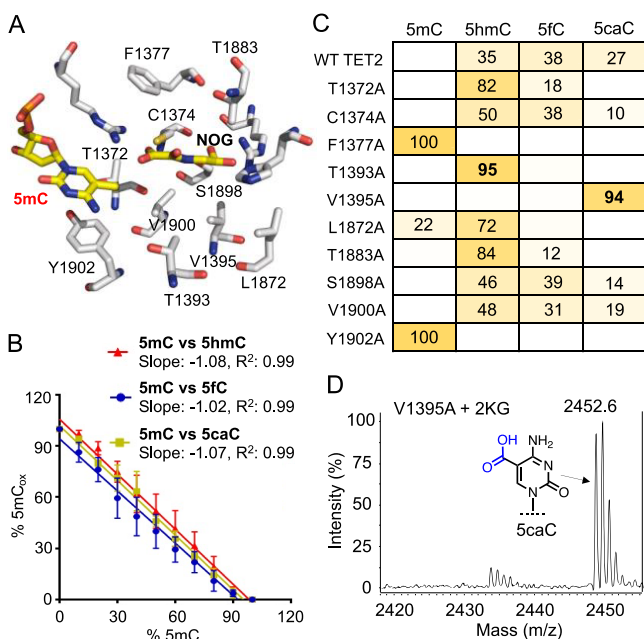 A
F1377
T1883
C1374
NOG
T1372
5mC
S1898
V1900
Y1902
V1395
L1872
T1393
B
5mC vs 5hmC
Slope: -1.08, R²: 0.99
5mC vs 5fC
Slope: -1.02, R²: 0.99
5mC vs 5caC
Slope: -1.07, R²: 0.99
% 5mCox
120
90
60
30
0
0 30 60 90 120
% 5mC
C
5mC 5hmC 5fC 5caC
WT TET2 35 38 27
T1372A 82 18
C1374A 50 38 10
F1377A 100
T1393A 95
V1395A 94
L1872A 22 72
T1883A 84 12
S1898A 46 39 14
V1900A 48 31 19
Y1902A 100
D
V1395A + 2KG
2452.6
Intensity (%)
100
75
50
25
0
OH
NH₂
O
N
N
O
5caC
2420 2430 2440 2450
Mass (m/z)